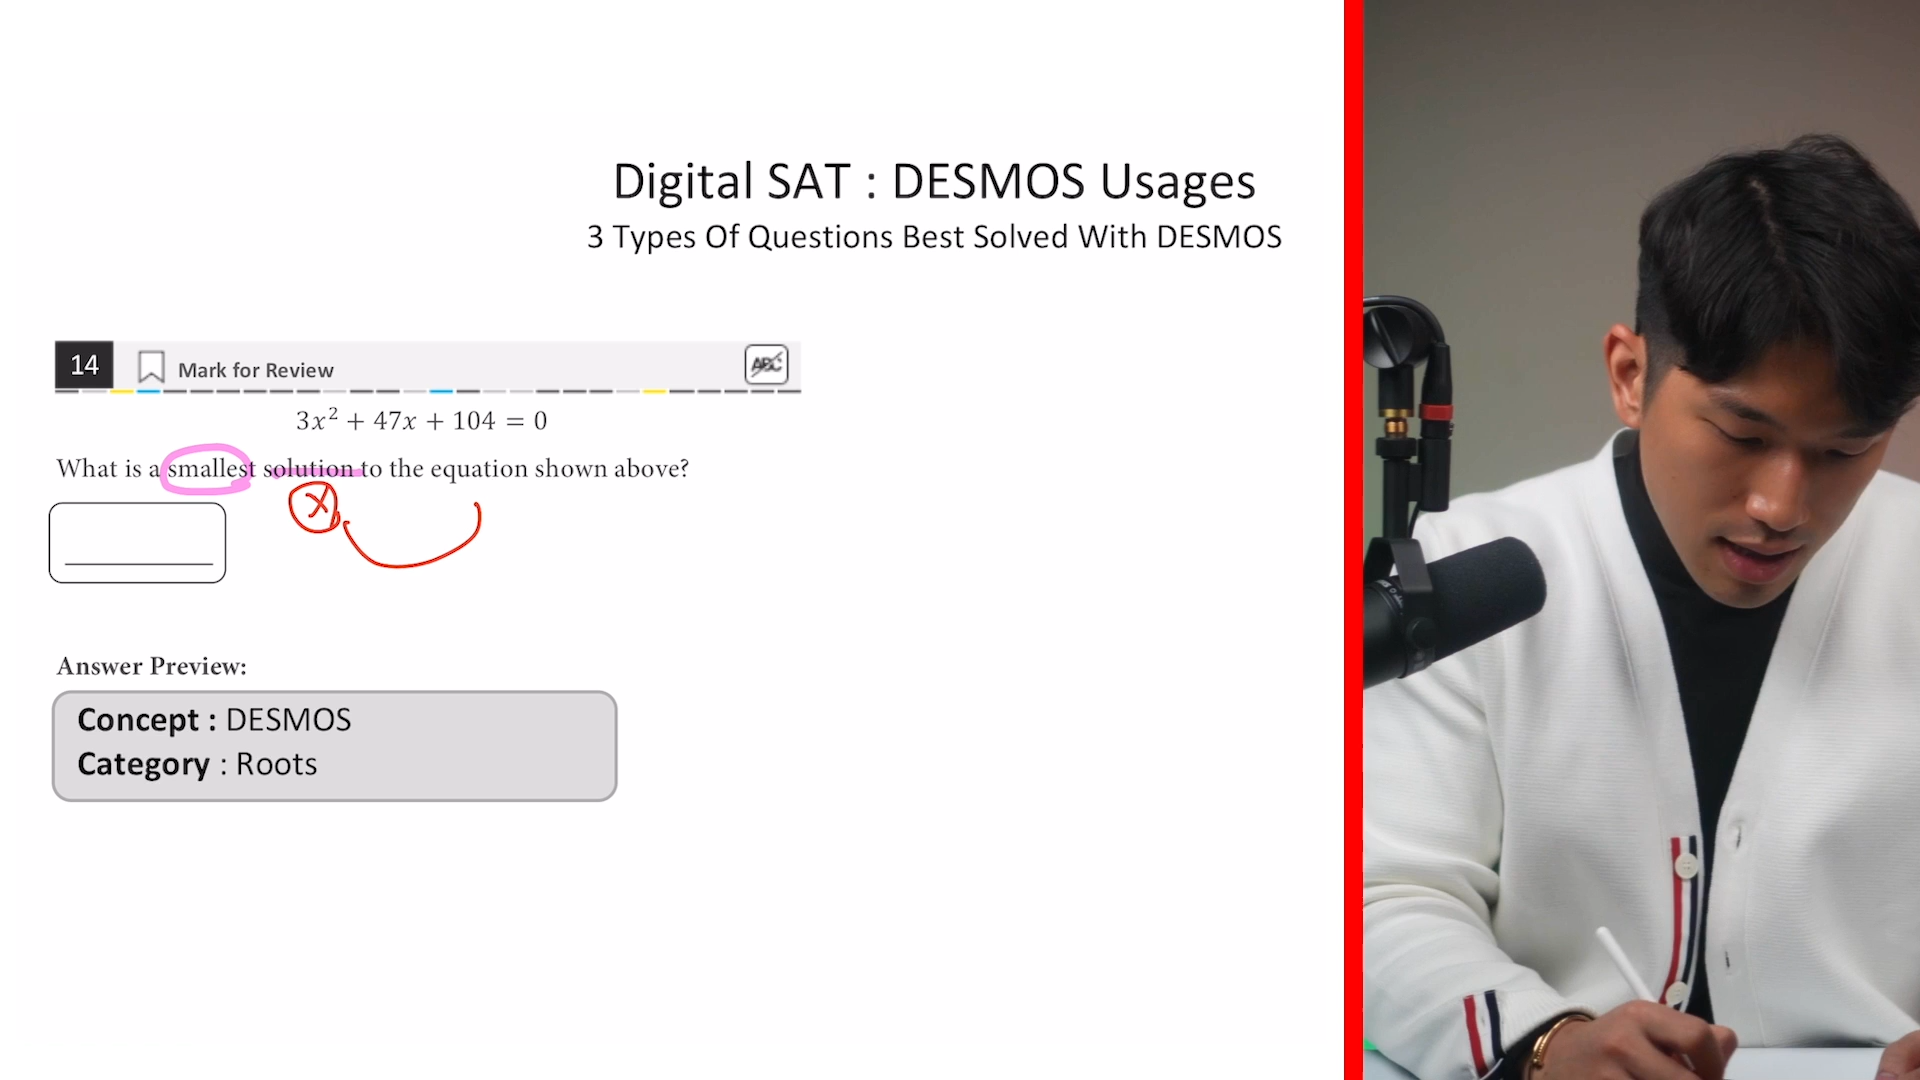 Digital SAT : DESMOS Usages
3 Types Of Questions Best Solved With DESMOS
14 Mark for Review ABC
3x² + 47x + 104 = 0
What is a smallest solution to the equation shown above?
X
Answer Preview:
Concept : DESMOS
Category : Roots